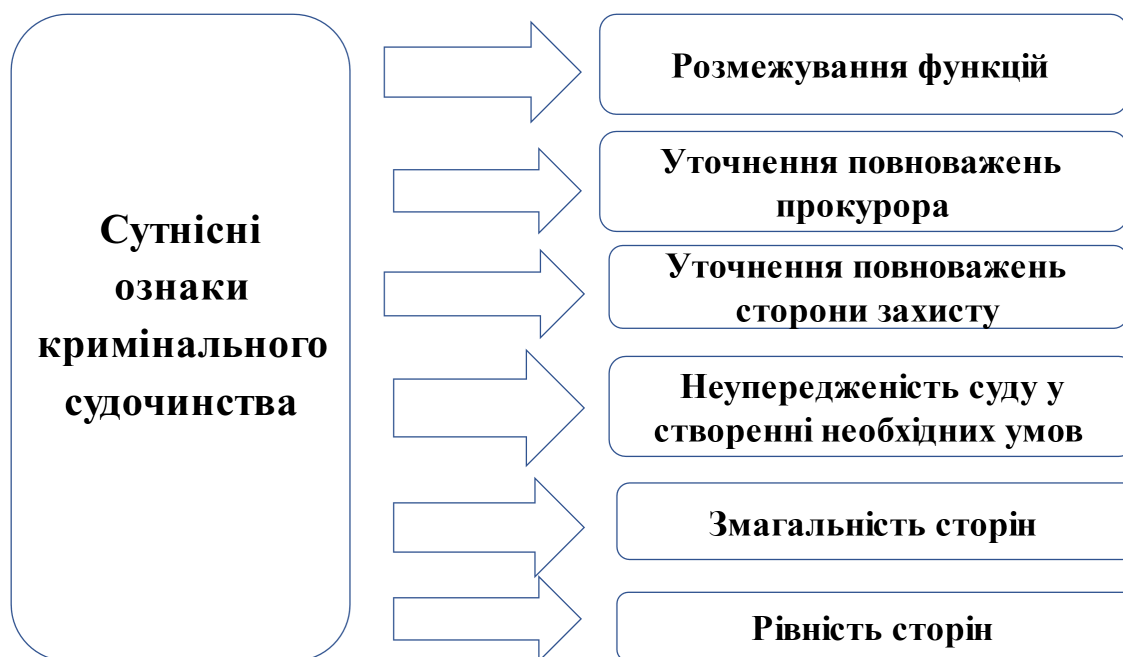 Сутнісні
ознаки
кримінального
судочинства
Розмежування функцій
Уточнення повноважень
прокурора
Уточнення повноважень
сторони захисту
Неупередженість суду у
створенні необхідних умов
Змагальність сторін
Рівність сторін